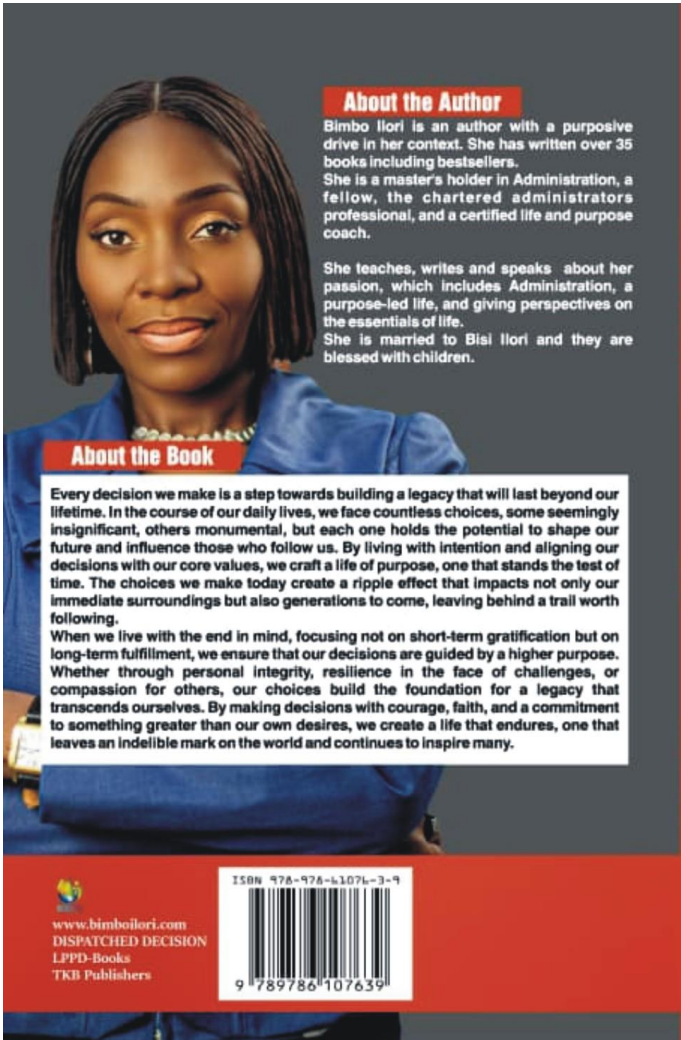 About the Author
Bimbo Ilori is an author with a purposive
drive in her context. She has written over 35
books including bestsellers.
She is a master's holder in Administration, a
fellow, the chartered administrators
professional, and a certified life and purpose
coach.
She teaches, writes and speaks about her
passion, which includes Administration, a
purpose-led life, and giving perspectives on
the essentials of life.
She is married to Bisi Ilori and they are
blessed with children.
About the Book
Every decision we make is a step towards building a legacy that will last beyond our
lifetime. In the course of our daily lives, we face countless choices, some seemingly
insignificant, others monumental, but each one holds the potential to shape our
future and influence those who follow us. By living with intention and aligning our
decisions with our core values, we craft a life of purpose, one that stands the test of
time. The choices we make today create a ripple effect that impacts not only our
immediate surroundings but also generations to come, leaving behind a trail worth
following.
When we live with the end in mind, focusing not on short-term gratification but on
long-term fulfillment, we ensure that our decisions are guided by a higher purpose.
Whether through personal integrity, resilience in the face of challenges, or
compassion for others, our choices build the foundation for a legacy that
transcends ourselves. By making decisions with courage, faith, and a commitment
to something greater than our own desires, we create a life that endures, one that
leaves an indelible mark on the world and continues to inspire many.
www.bimboilori.com
DISPATCHED DECISION
LPPD-Books
TKB Publishers
ISBN 978-978-61076-3-9
9 789786 107639